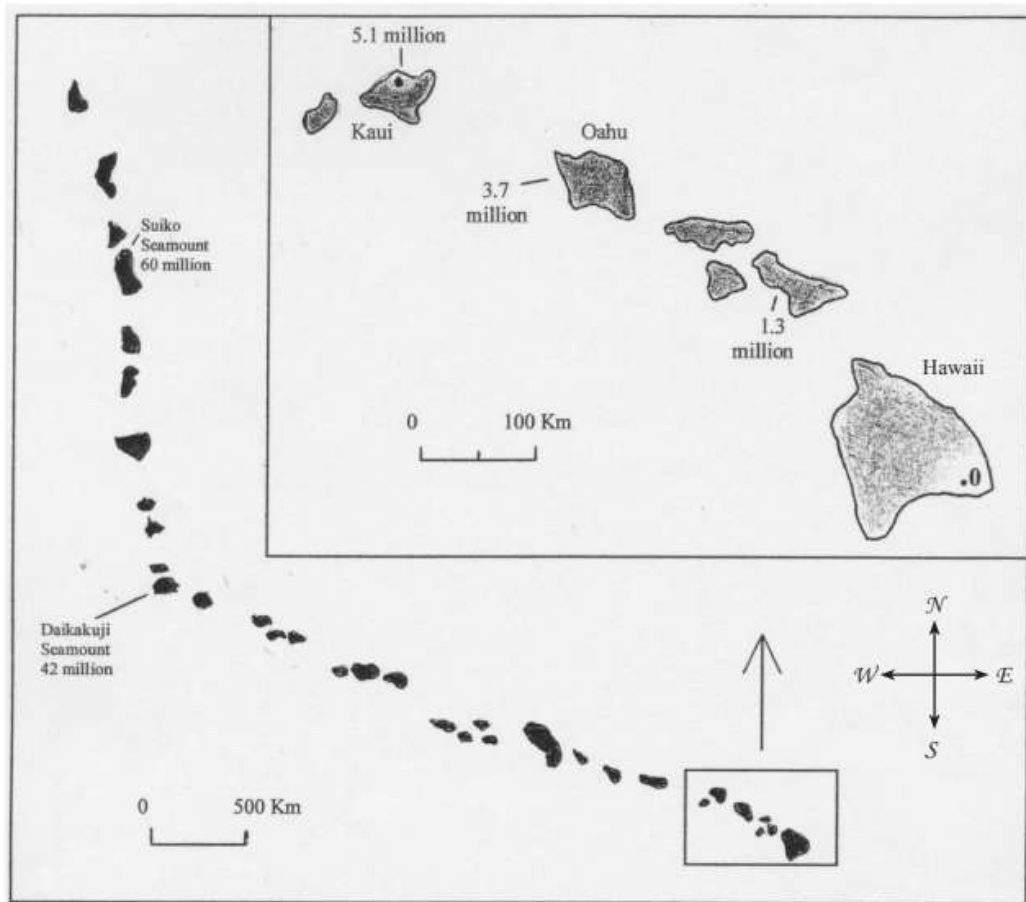 5.1 million
Kaui
Oahu
3.7
million
Suiko
Seamount
60 million
1.3
million
Hawaii
0
100 Km
.0
Daikakuji
Seamount
42 million
N
W
E
S
0
500 Km